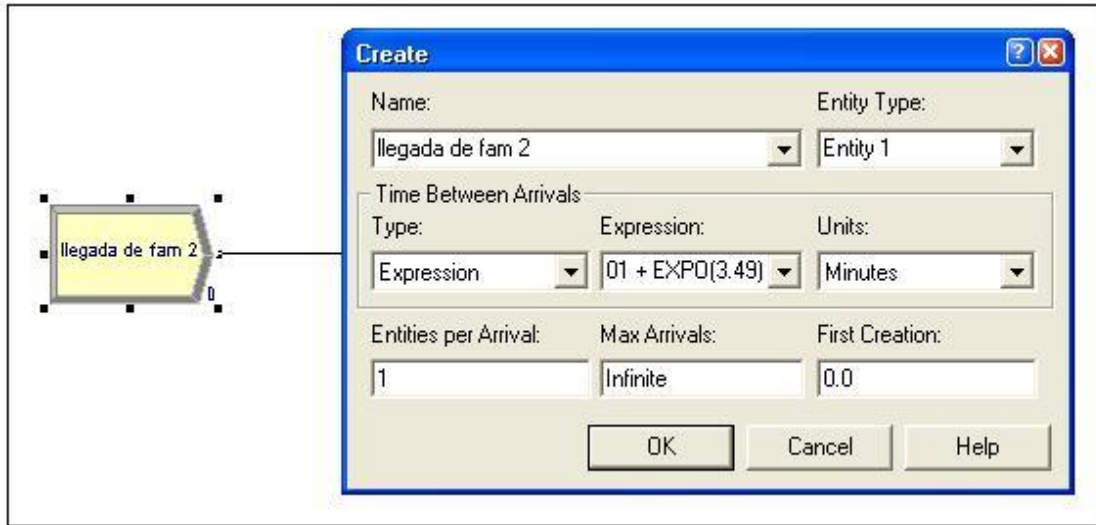 Create
Name: Entity Type:
llegada de fam 2 Entity 1
Time Between Arrivals
Type: Expression: Units:
llegada de fam 2
Expression 01 + EXPO(3.49) Minutes
0
Entities per Arrival: Max Arrivals: First Creation:
1 Infinite 0.0
OK Cancel Help